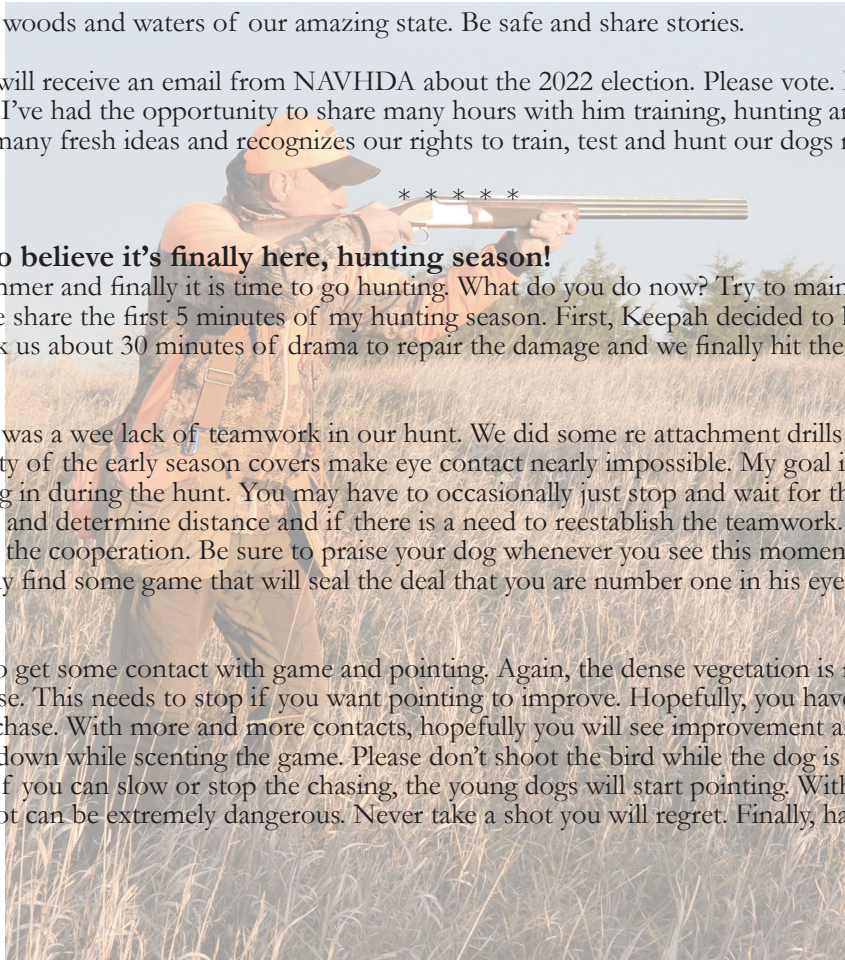 woods and waters of our amazing state. Be safe and share stories.
will receive an email from NAVHDA about the 2022 election. Please vote.
I've had the opportunity to share many hours with him training, hunting an
many fresh ideas and recognizes our rights to train, test and hunt our dogs
* * * * *
o believe it's finally here, hunting season!
mmer and finally it is time to go hunting. What do you do now? Try to main
e share the first 5 minutes of my hunting season. First, Keepah decided to
k us about 30 minutes of drama to repair the damage and we finally hit the
was a wee lack of teamwork in our hunt. We did some re attachment drills
ty of the early season covers make eye contact nearly impossible. My goal i
g in during the hunt. You may have to occasionally just stop and wait for th
and determine distance and if there is a need to reestablish the teamwork.
the cooperation. Be sure to praise your dog whenever you see this momen
y find some game that will seal the deal that you are number one in his eye
o get some contact with game and pointing. Again, the dense vegetation is
se. This needs to stop if you want pointing to improve. Hopefully, you have
chase. With more and more contacts, hopefully you will see improvement a
down while scenting the game. Please don't shoot the bird while the dog is
f you can slow or stop the chasing, the young dogs will start pointing. With
ot can be extremely dangerous. Never take a shot you will regret. Finally, ha